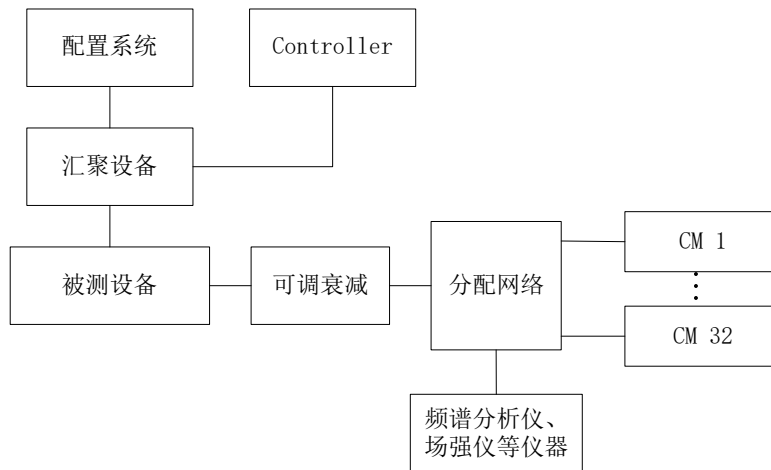 配置系统
Controller
汇聚设备
被测设备
可调衰减
分配网络
CM 1
CM 32
频谱分析仪、
场强仪等仪器